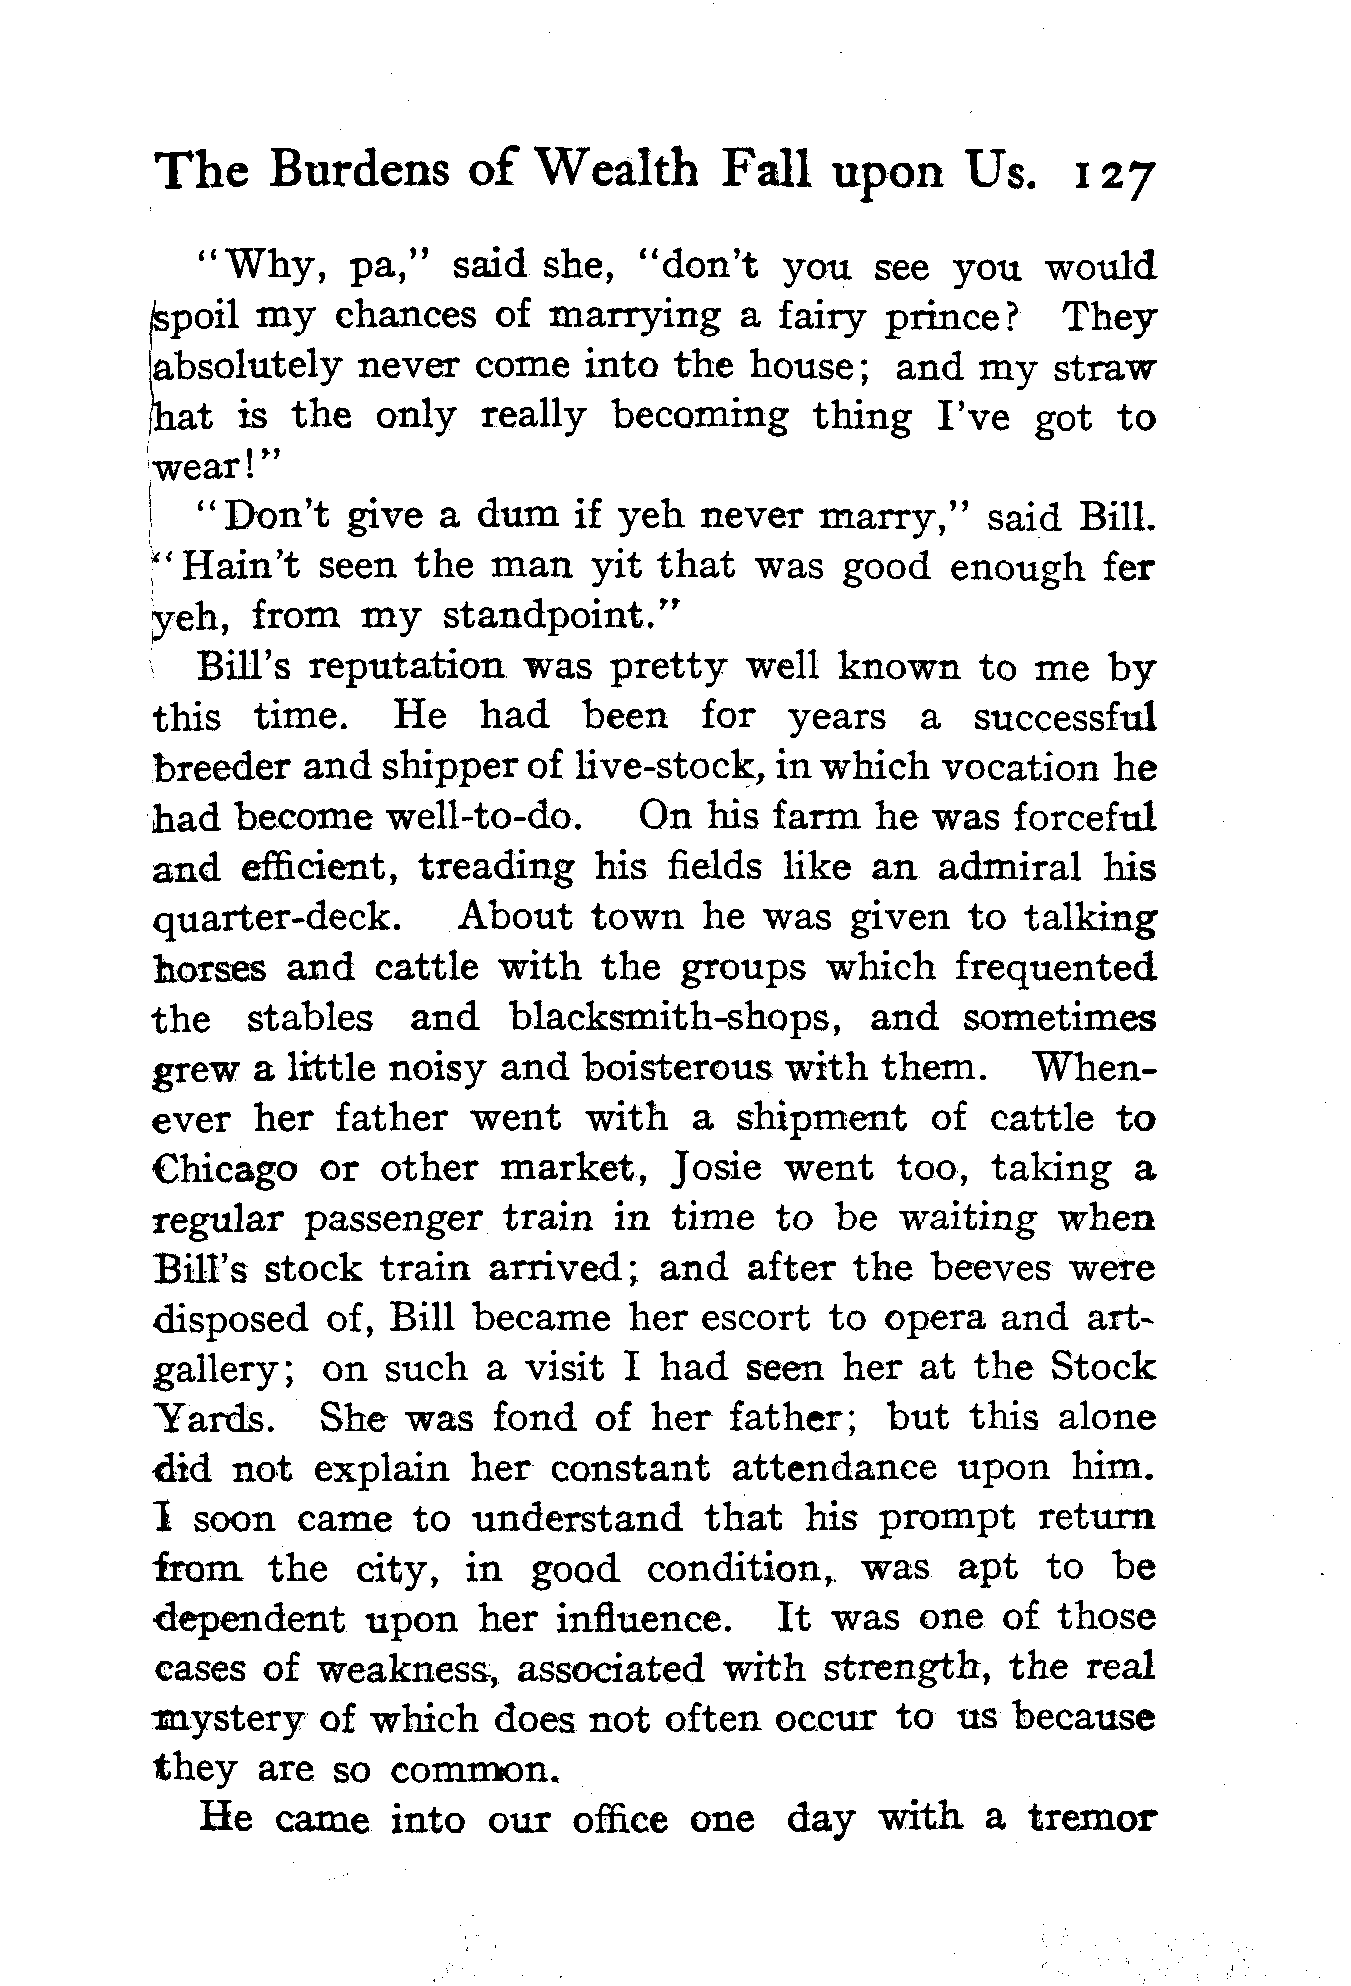 The Burdens of Wealth Fall upon Us. 127
"Why, pa," said she, "don't you see you would
spoil my chances of marrying a fairy prince? They
absolutely never come into the house; and my straw
hat is the only really becoming thing I've got to
wear!"
"Don't give a dum if yeh never marry," said Bill.
"Hain't seen the man yit that was good enough fer
yeh, from my standpoint."
Bill's reputation was pretty well known to me by
this time. He had been for years a successful
breeder and shipper of live-stock, in which vocation he
had become well-to-do. On his farm he was forceful
and efficient, treading his fields like an admiral his
quarter-deck. About town he was given to talking
horses and cattle with the groups which frequented
the stables and blacksmith-shops, and sometimes
grew a little noisy and boisterous with them. When-
ever her father went with a shipment of cattle to
Chicago or other market, Josie went too, taking a
regular passenger train in time to be waiting when
Bill's stock train arrived; and after the beeves were
disposed of, Bill became her escort to opera and art-
gallery; on such a visit I had seen her at the Stock
Yards. She was fond of her father; but this alone
did not explain her constant attendance upon him.
I soon came to understand that his prompt return
from the city, in good condition, was apt to be
dependent upon her influence. It was one of those
cases of weakness, associated with strength, the real
mystery of which does not often occur to us because
they are so common.
He came into our office one day with a tremor